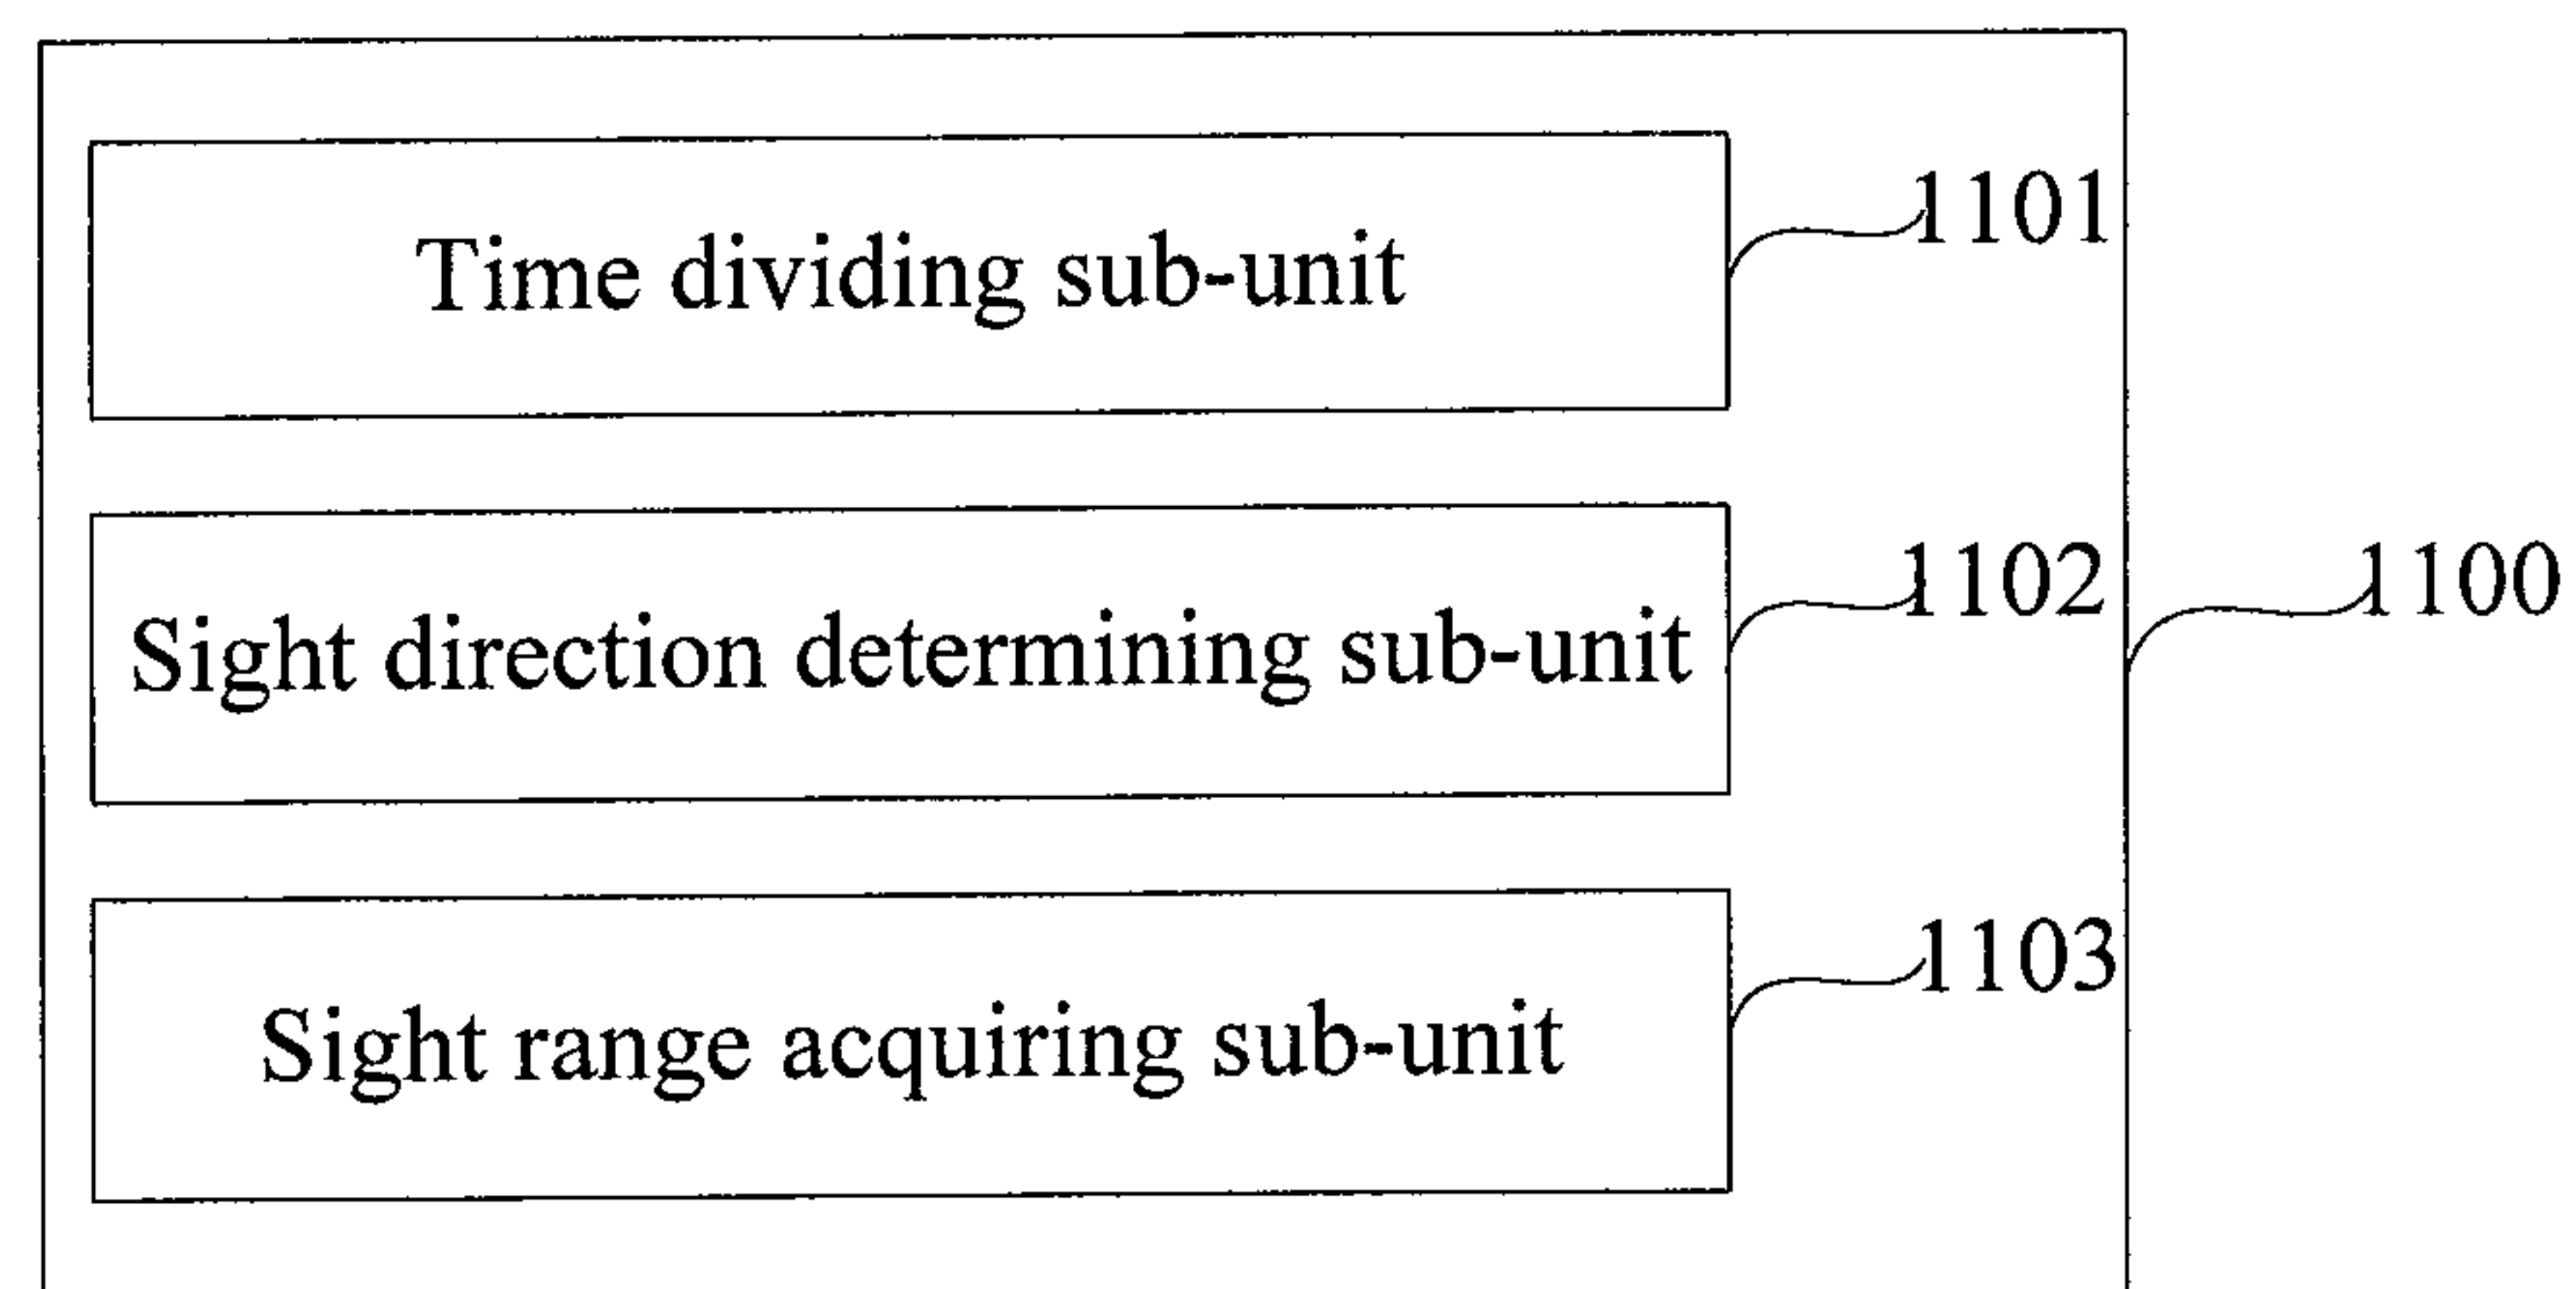 Time dividing sub-unit
1101
Sight direction determining sub-unit
1102
1100
Sight range acquiring sub-unit
1103